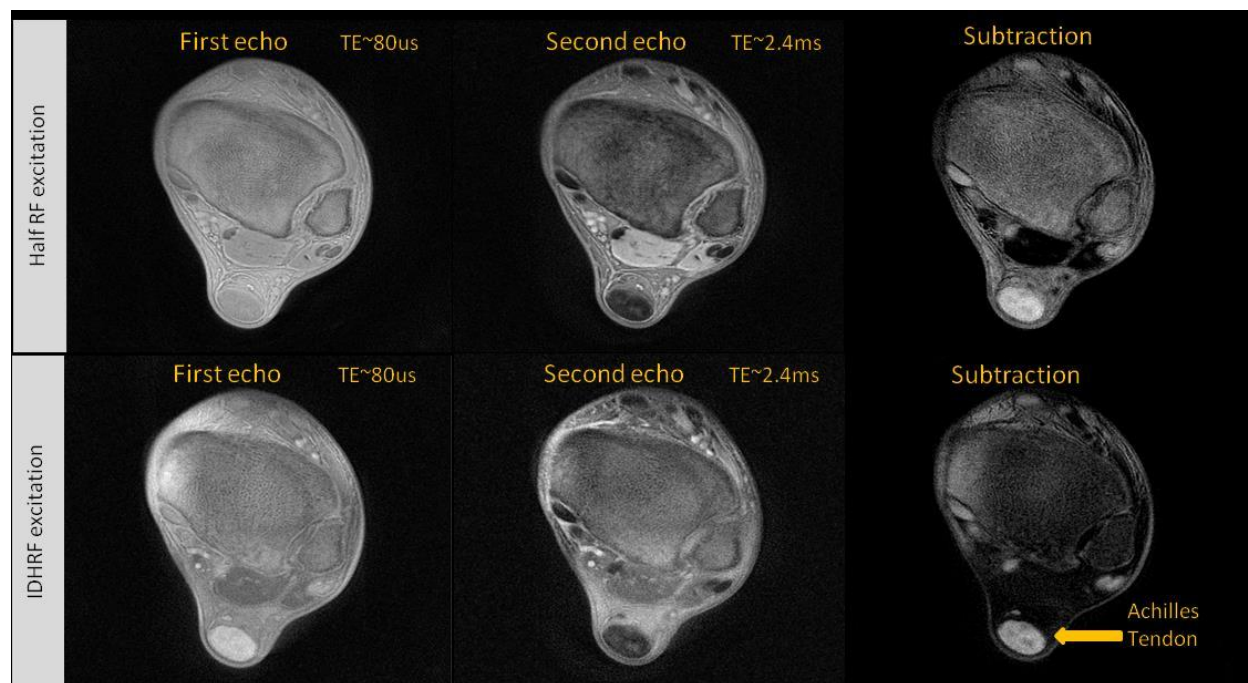 Half RF excitation
First echo TE~80us
Second echo TE~2.4ms
Subtraction
IDHRF excitation
First echo TE~80us
Second echo TE~2.4ms
Subtraction
Achilles
Tendon